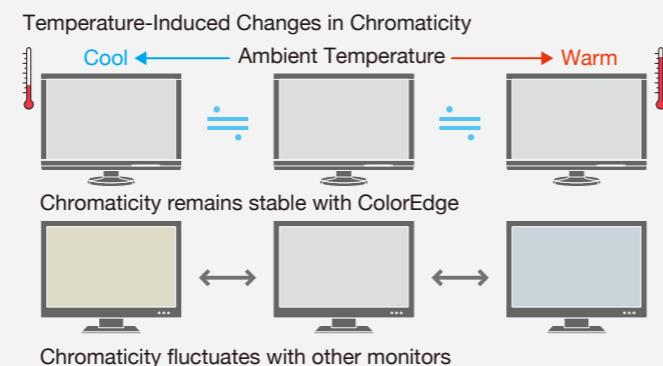 Temperature-Induced Changes in Chromaticity
Cool Ambient Temperature Warm
Chromaticity remains stable with ColorEdge
Chromaticity fluctuates with other monitors